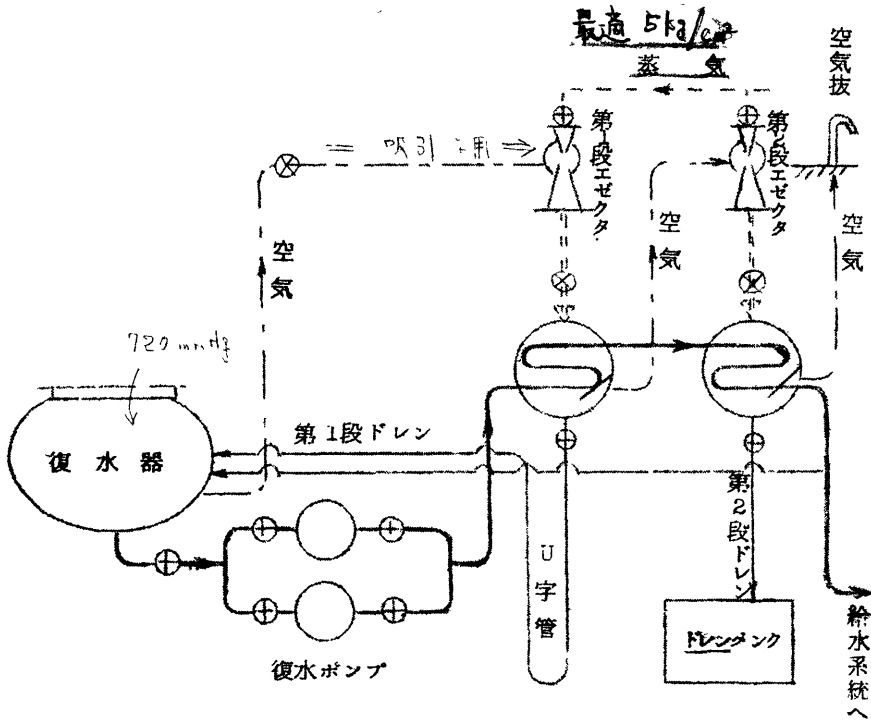 最適 5kg/cm²
蒸気
空気抜
第1段エゼクタ
第2段エゼクタ
吸引作用
空気
空気
空気
720 mmHg
復水器
第1段ドレン
第2段ドレン
U字管
ドレンタンク
復水ポンプ
給水系統へ